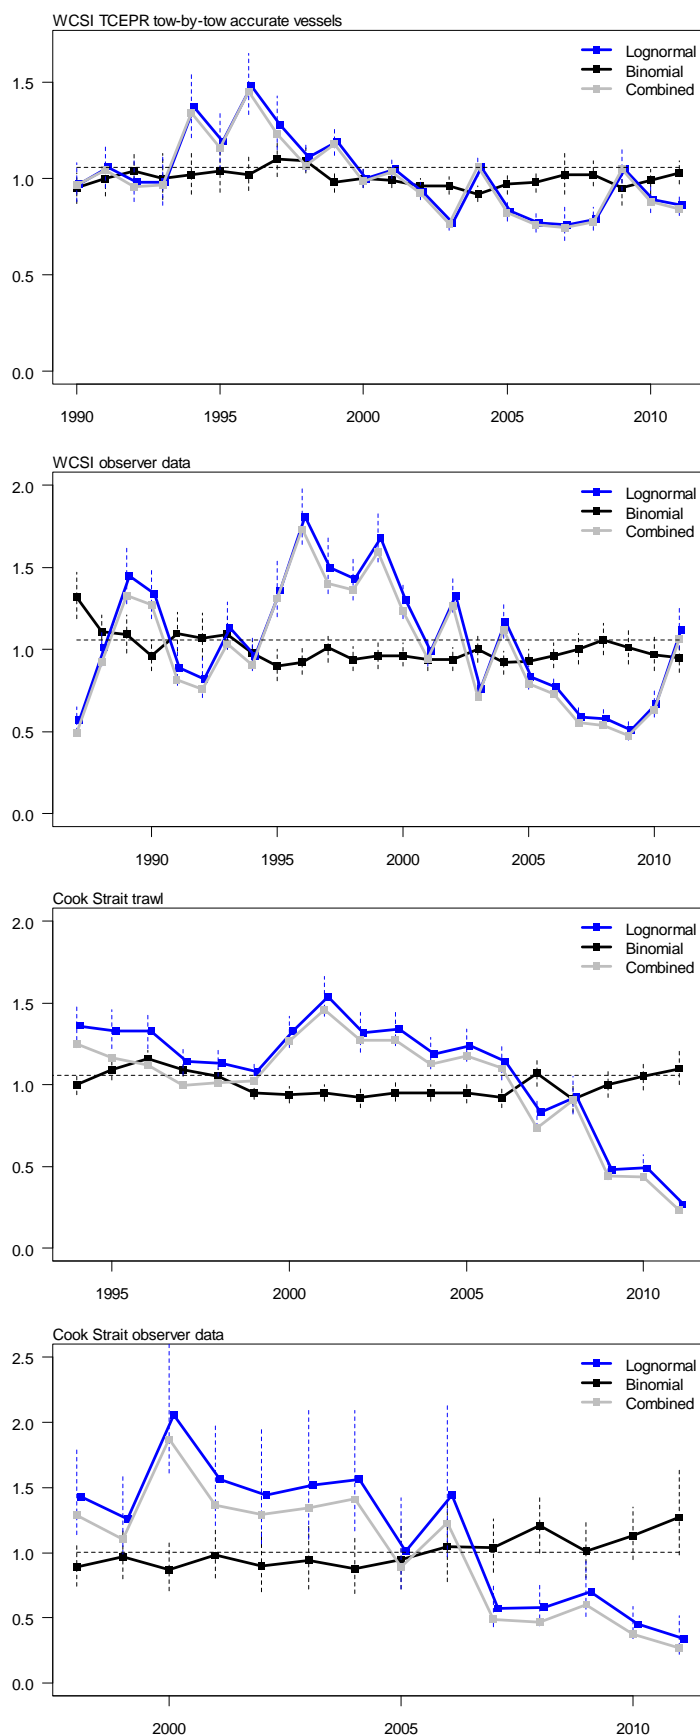 WCSI TCEPR tow-by-tow accurate vessels
Lognormal
Binomial
Combined
1.5
1.0
0.5
0.0
1990 1995 2000 2005 2010
WCSI observer data
Lognormal
Binomial
Combined
2.0
1.5
1.0
0.5
0.0
1990 1995 2000 2005 2010
Cook Strait trawl
Lognormal
Binomial
Combined
2.0
1.5
1.0
0.5
0.0
1995 2000 2005 2010
Cook Strait observer data
Lognormal
Binomial
Combined
2.5
2.0
1.5
1.0
0.5
0.0
2000 2005 2010